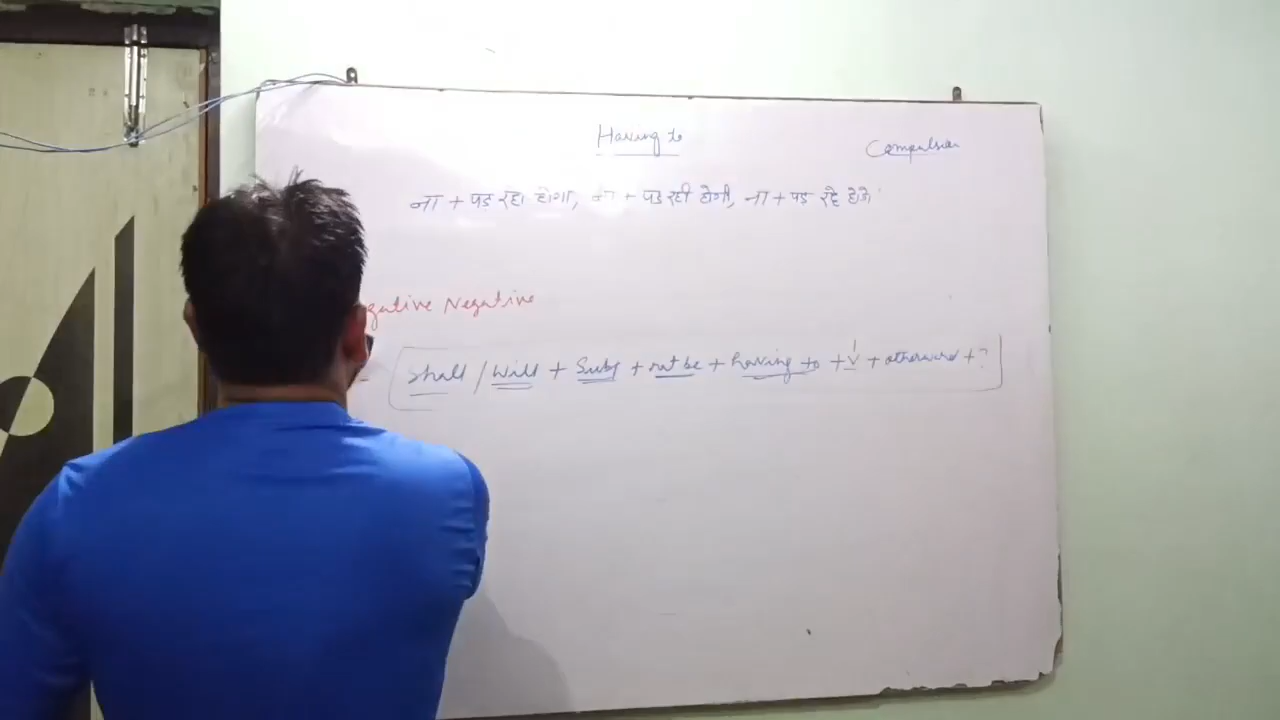 Having to
Compulsion
ना + पड़ रहा होगा, ना + पड रही होगी, ना + पड रहे होंगे
gative Negative
Shall / Will + Subj + not be + having to + V¹ + otherword + ?